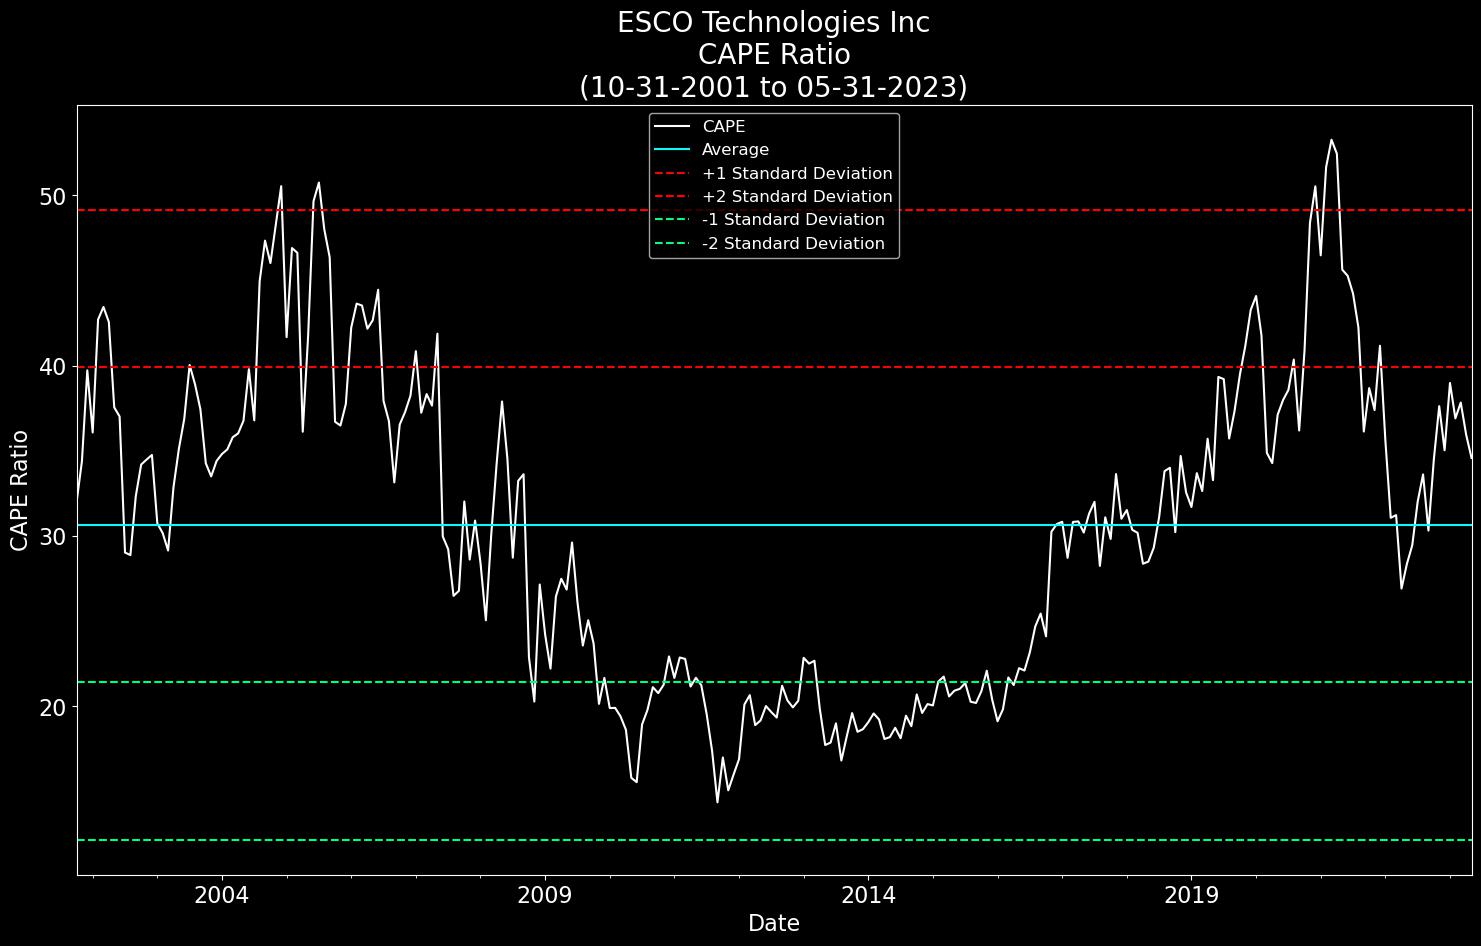 ESCO Technologies Inc
CAPE Ratio
(10-31-2001 to 05-31-2023)
CAPE
Average
+1 Standard Deviation
+2 Standard Deviation
-1 Standard Deviation
-2 Standard Deviation
CAPE Ratio
50
40
30
20
2004
2009
2014
2019
Date